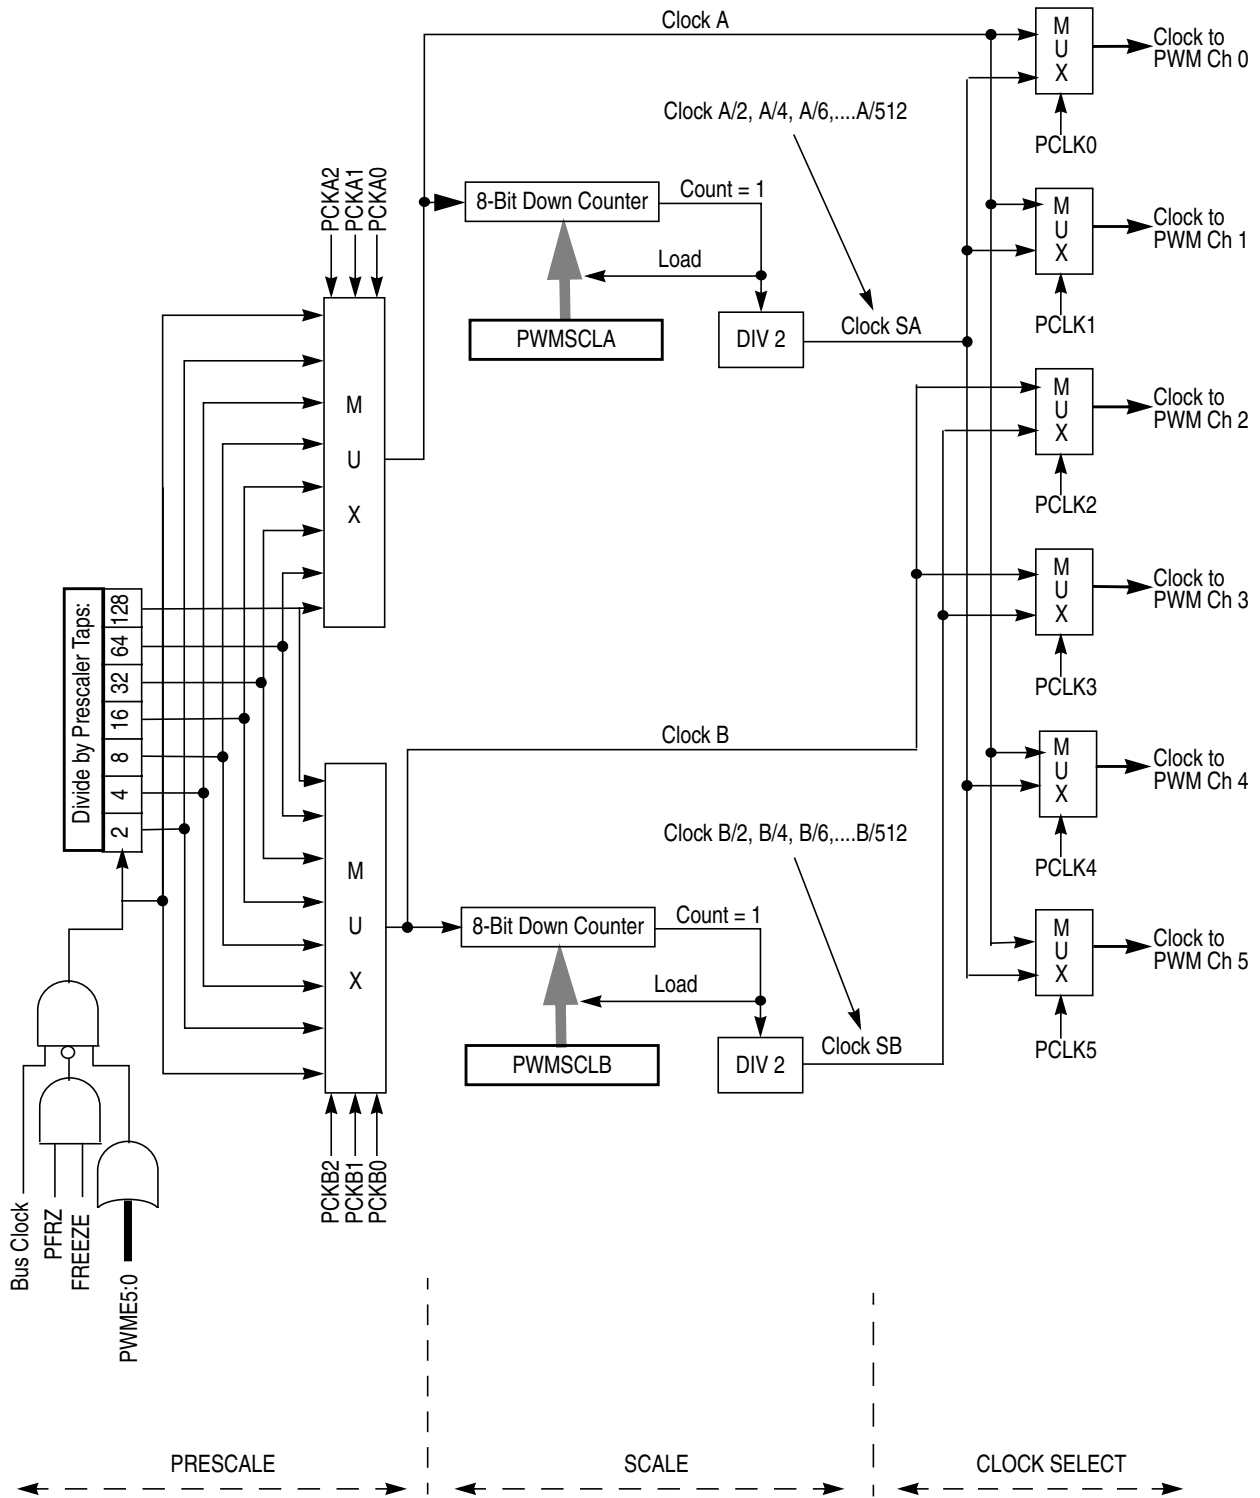 Clock A
M
U
X
Clock to
PWM Ch 0
PCLK0
Clock A/2, A/4, A/6,....A/512
PCKA2
PCKA1
PCKA0
8-Bit Down Counter
Count = 1
Load
PWMSCLA
DIV 2
Clock SA
M
U
X
Clock to
PWM Ch 1
PCLK1
M
U
X
M
U
X
Clock to
PWM Ch 2
PCLK2
M
U
X
Clock to
PWM Ch 3
PCLK3
Divide by Prescaler Taps:
128
64
32
16
8
4
2
Clock B
M
U
X
Clock to
PWM Ch 4
PCLK4
Clock B/2, B/4, B/6,....B/512
M
U
X
8-Bit Down Counter
Count = 1
Load
PWMSCLB
DIV 2
Clock SB
M
U
X
Clock to
PWM Ch 5
PCLK5
PCKB2
PCKB1
PCKB0
Bus Clock
PFRZ
FREEZE
PWME5:0
PRESCALE
SCALE
CLOCK SELECT